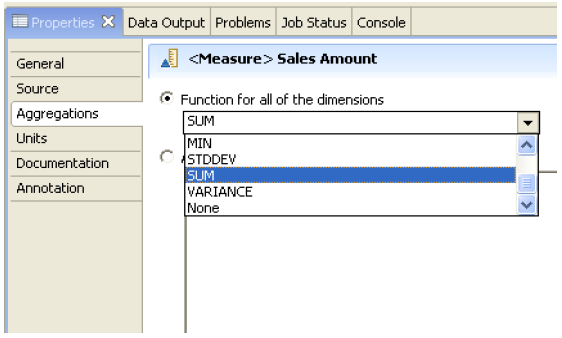 Properties Data Output Problems Job Status Console
General
<Measure> Sales Amount
Source
Function for all of the dimensions
Aggregations
SUM
Units
MIN
STDDEV
Documentation
SUM
Annotation
VARIANCE
None